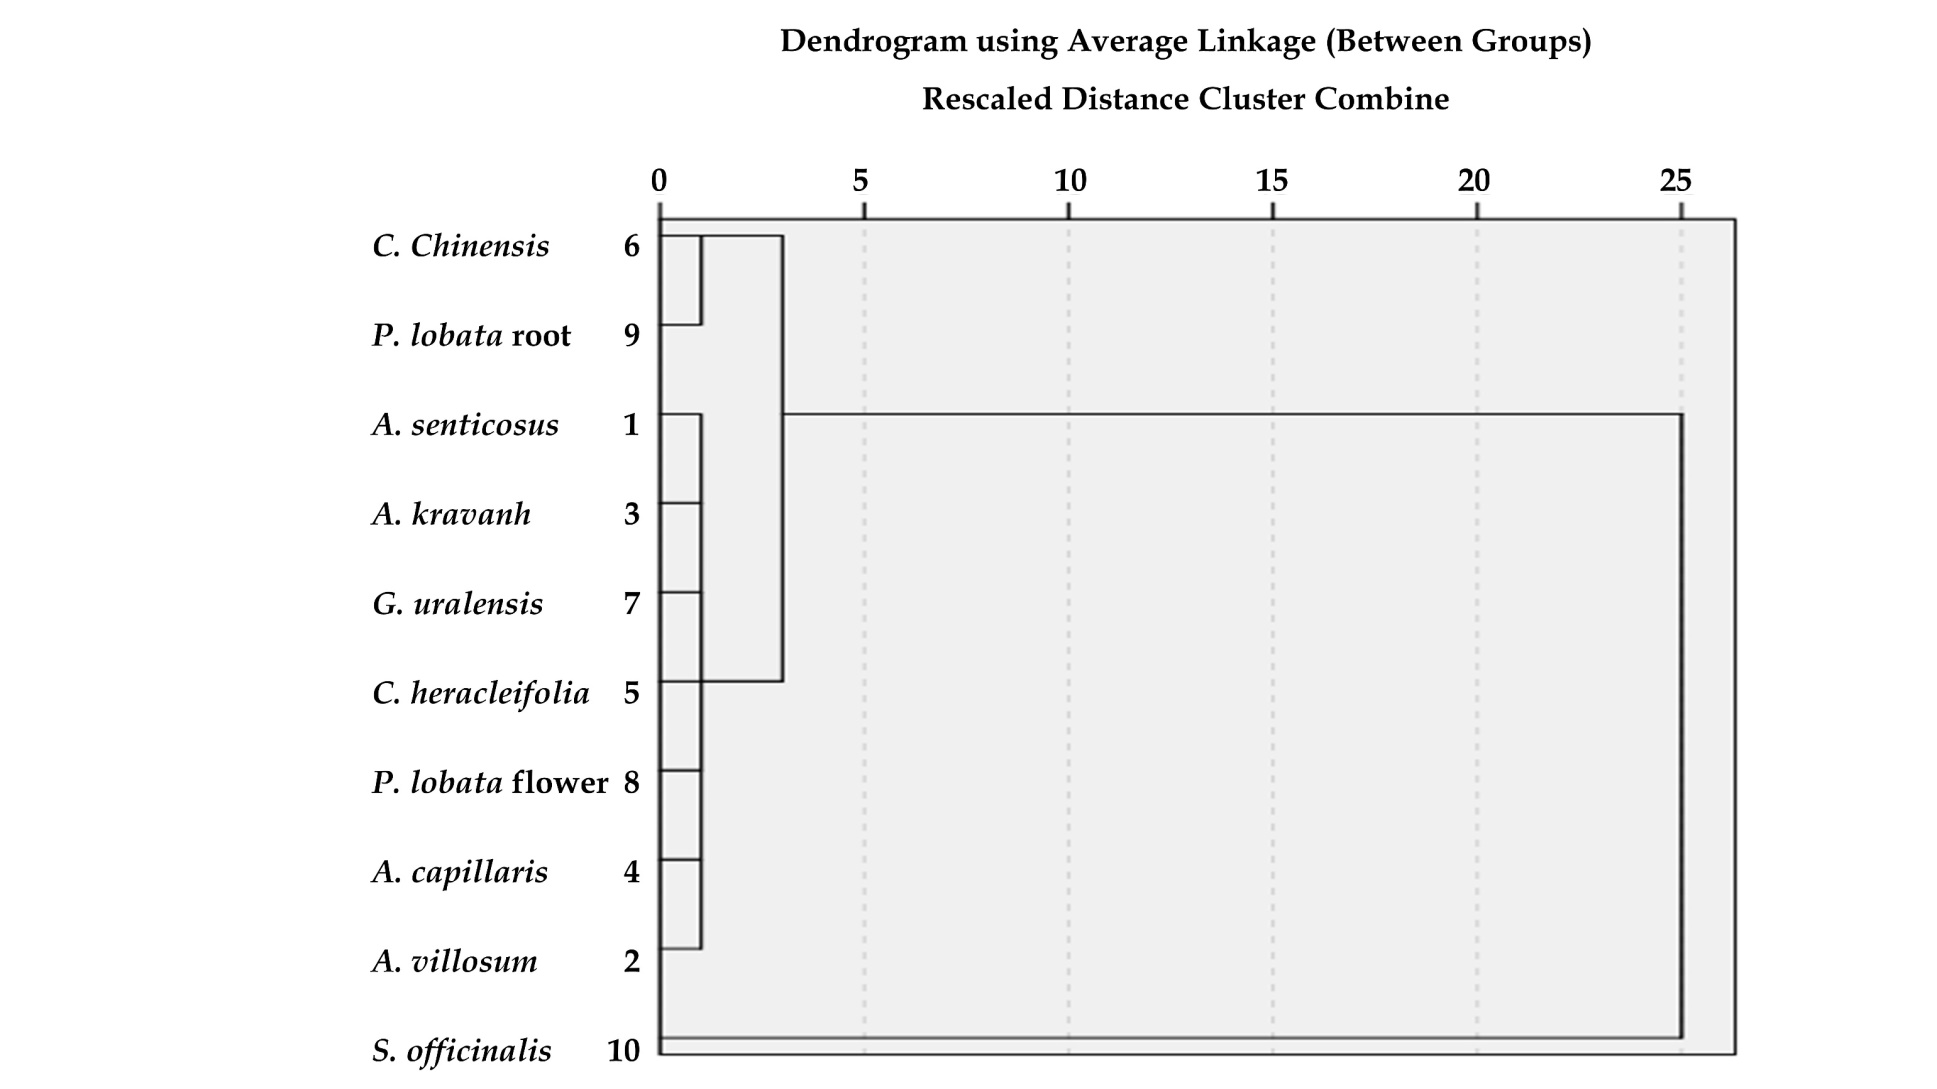 Dendrogram using Average Linkage (Between Groups)
Rescaled Distance Cluster Combine
0 5 10 15 20 25
C. Chinensis 6
P. lobata root 9
A. senticosus 1
A. kravanh 3
G. uralensis 7
C. heracleifolia 5
P. lobata flower 8
A. capillaris 4
A. villosum 2
S. officinalis 10